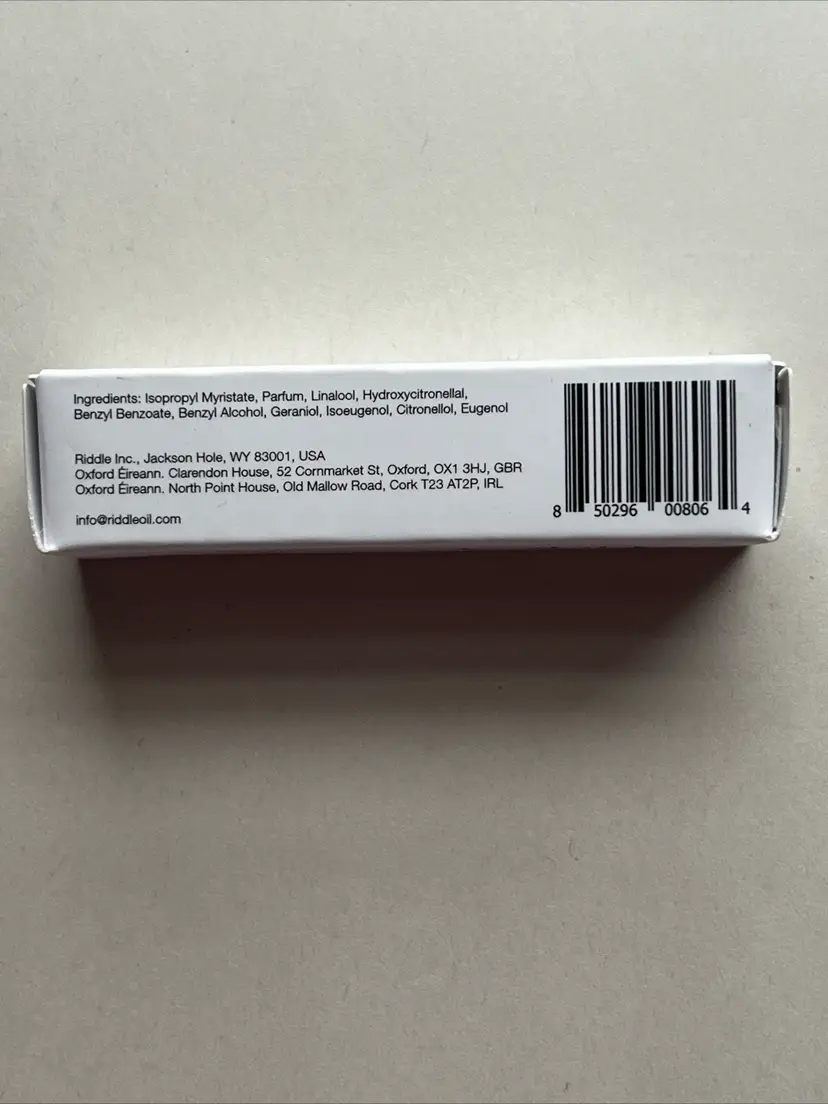 Ingredients: Isopropyl Myristate, Parfum, Linalool, Hydroxycitronellal,
Benzyl Benzoate, Benzyl Alcohol, Geraniol, Isoeugenol, Citronellol, Eugenol
Riddle Inc., Jackson Hole, WY 83001, USA
Oxford Éireann. Clarendon House, 52 Cornmarket St, Oxford, OX1 3HJ, GBR
Oxford Éireann. North Point House, Old Mallow Road, Cork T23 AT2P, IRL
info@riddleoil.com
8 50296 00806 4